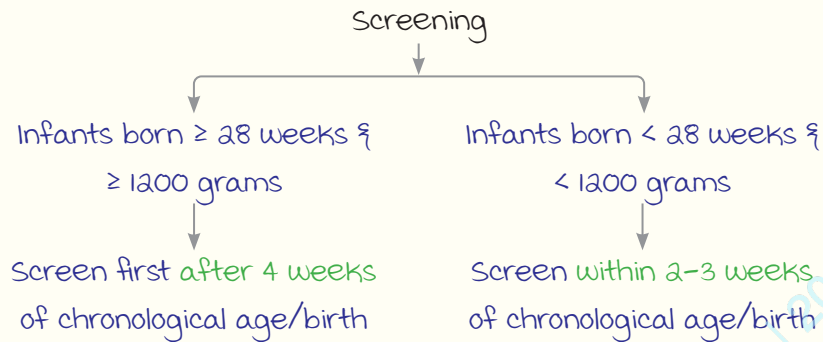 Screening
Infants born ≥ 28 weeks &
≥ 1200 grams
Screen first after 4 weeks
of chronological age/birth
Infants born < 28 weeks &
< 1200 grams
Screen within 2-3 weeks
of chronological age/birth